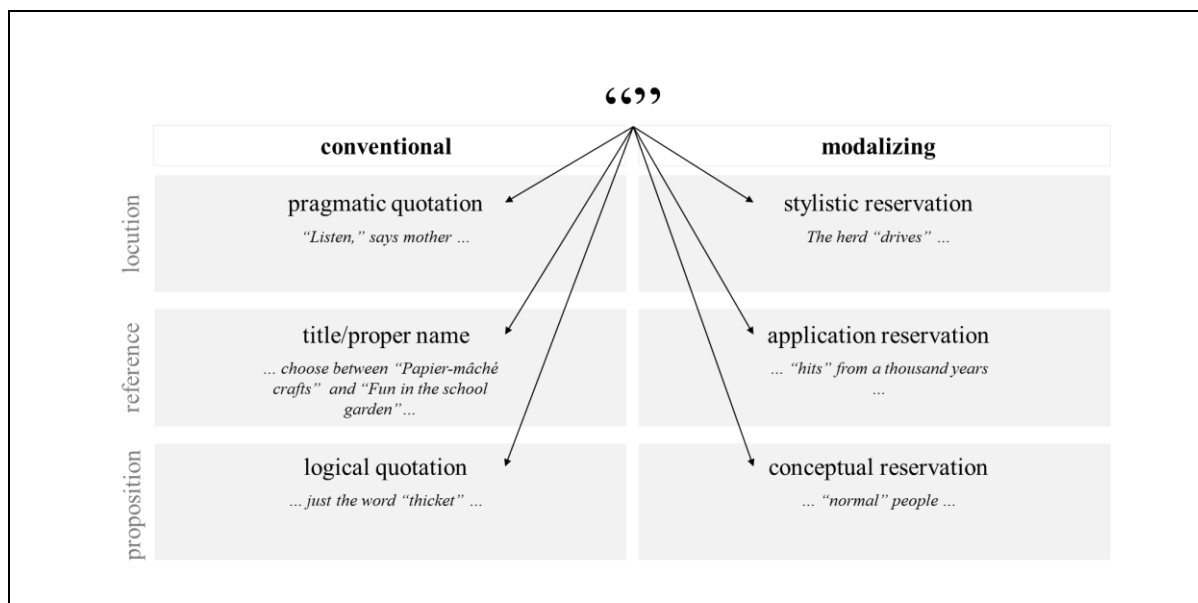 “”
conventional
modalizing
locution
pragmatic quotation
“Listen,” says mother …
stylistic reservation
The herd “drives” …
reference
title/proper name
… choose between “Papier-mâché
crafts” and “Fun in the school
garden”…
application reservation
… “hits” from a thousand years
…
proposition
logical quotation
… just the word “thicket” …
conceptual reservation
… “normal” people …